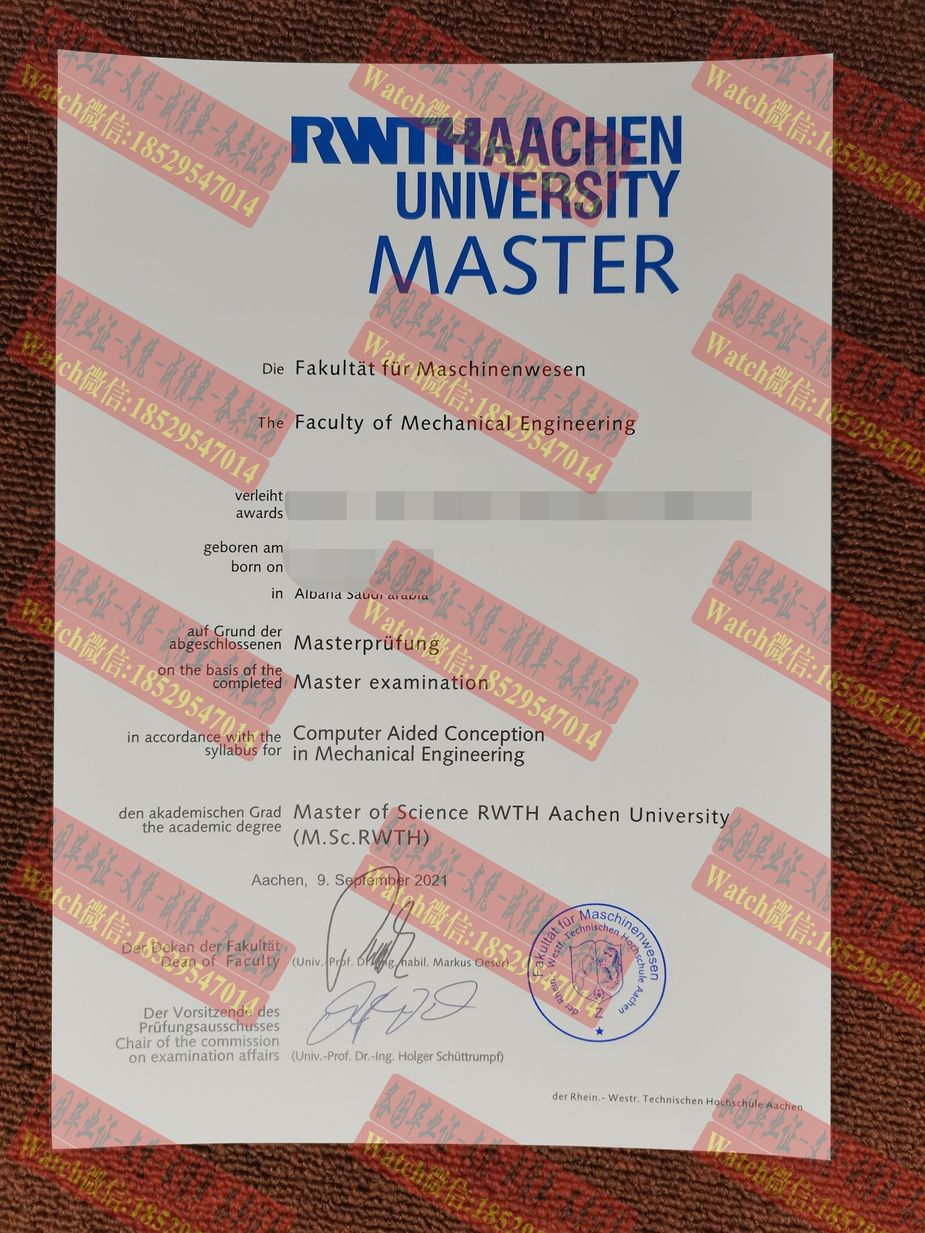 RWTHAACHEN
UNIVERSITY
MASTER
Die Fakultät für Maschinenwesen
The Faculty of Mechanical Engineering
verleiht
awards
geboren am
born on
in Albaha Saudi arabia
auf Grund der
abgeschlossenen Masterprüfung
on the basis of the
completed Master examination
in accordance with the
syllabus for
Computer Aided Conception
in Mechanical Engineering
den akademischen Grad
the academic degree
Master of Science RWTH Aachen University
(M.Sc.RWTH)
Aachen, 9. September 2021
Der Dekan der Fakultät
Dean of Faculty
(Univ.-Prof. Dr.-Ing. habil. Markus Oeser)
Der Vorsitzende des
Prüfungsausschusses
Chair of the commission
on examination affairs
(Univ.-Prof. Dr.-Ing. Holger Schüttrumpf)
Fakultät für Maschinenwesen
der Rhein.-Westf. Technischen Hochschule Aachen
Z
der Rhein.- Westr. Technischen Hochschule Aachen
各国毕业证-文凭-成绩单-各类证书
Watch微信:18529547014